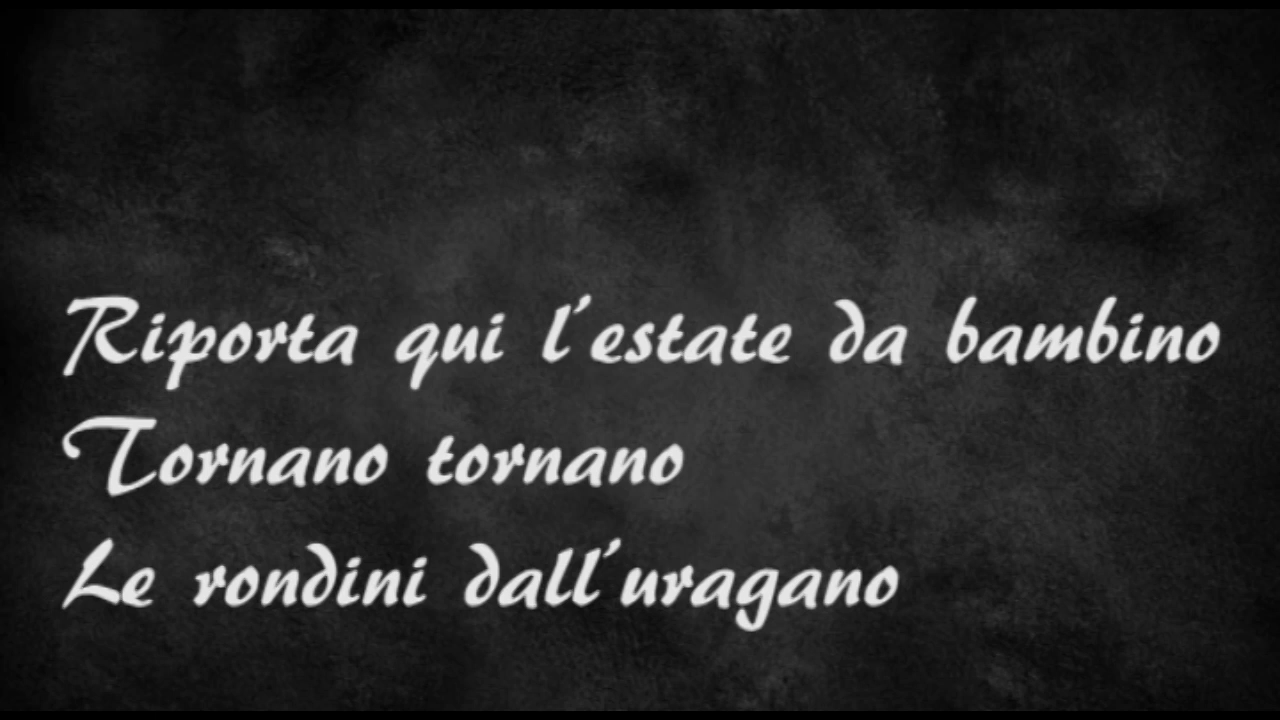 Riporta qui l'estate da bambino
Tornano tornano
Le rondini dall'uragano